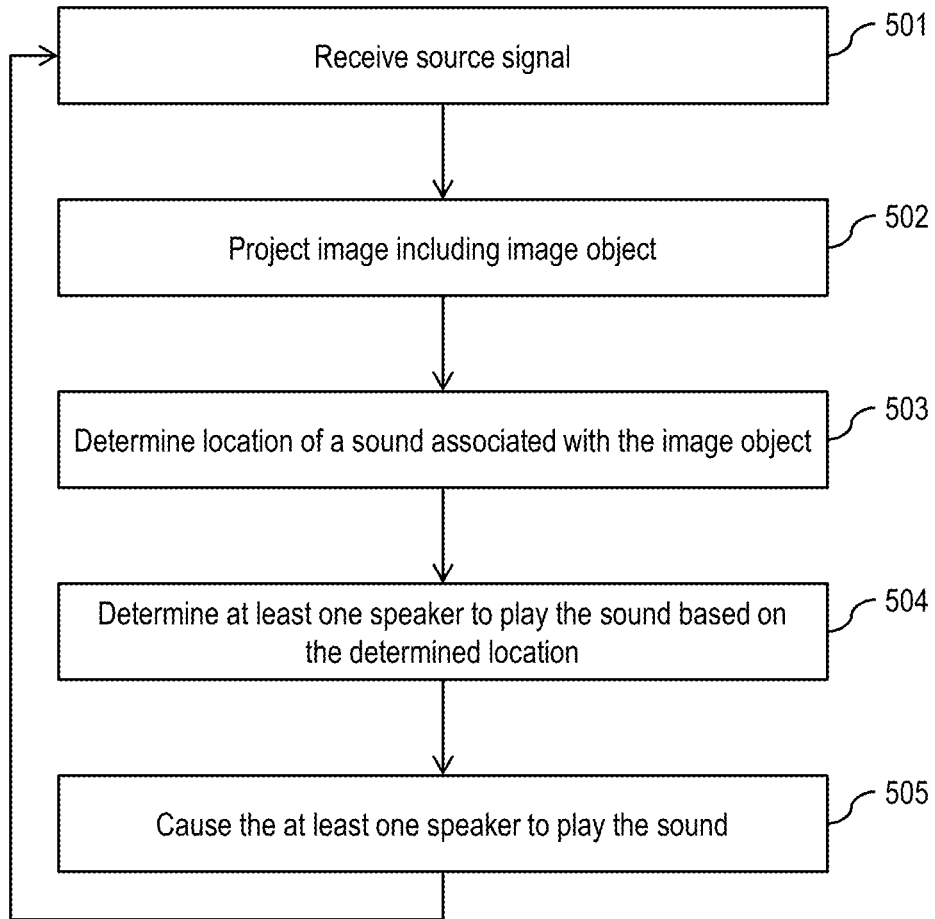 Receive source signal
501
Project image including image object
502
Determine location of a sound associated with the image object
503
Determine at least one speaker to play the sound based on
the determined location
504
Cause the at least one speaker to play the sound
505